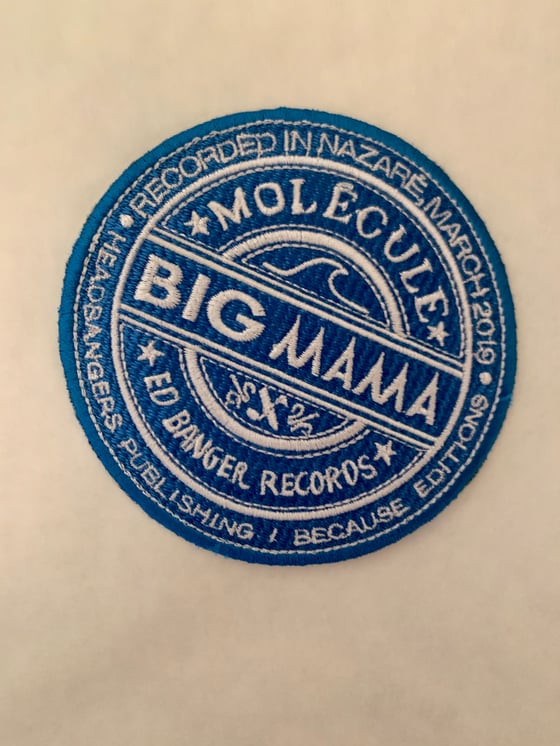 RECORDED IN NAZARÉ, MARCH 2019
MOLÉCULE
BIG MAMA
X
ED BANGER RECORDS
HEADBANGERS PUBLISHING / BECAUSE EDITIONS